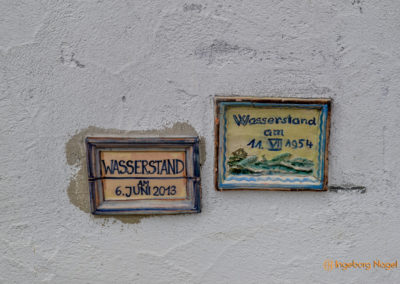 WASSERSTAND
AM
6. JUNI 2013
Wasserstand
am
11. VII 1954
Ingeborg Nagel